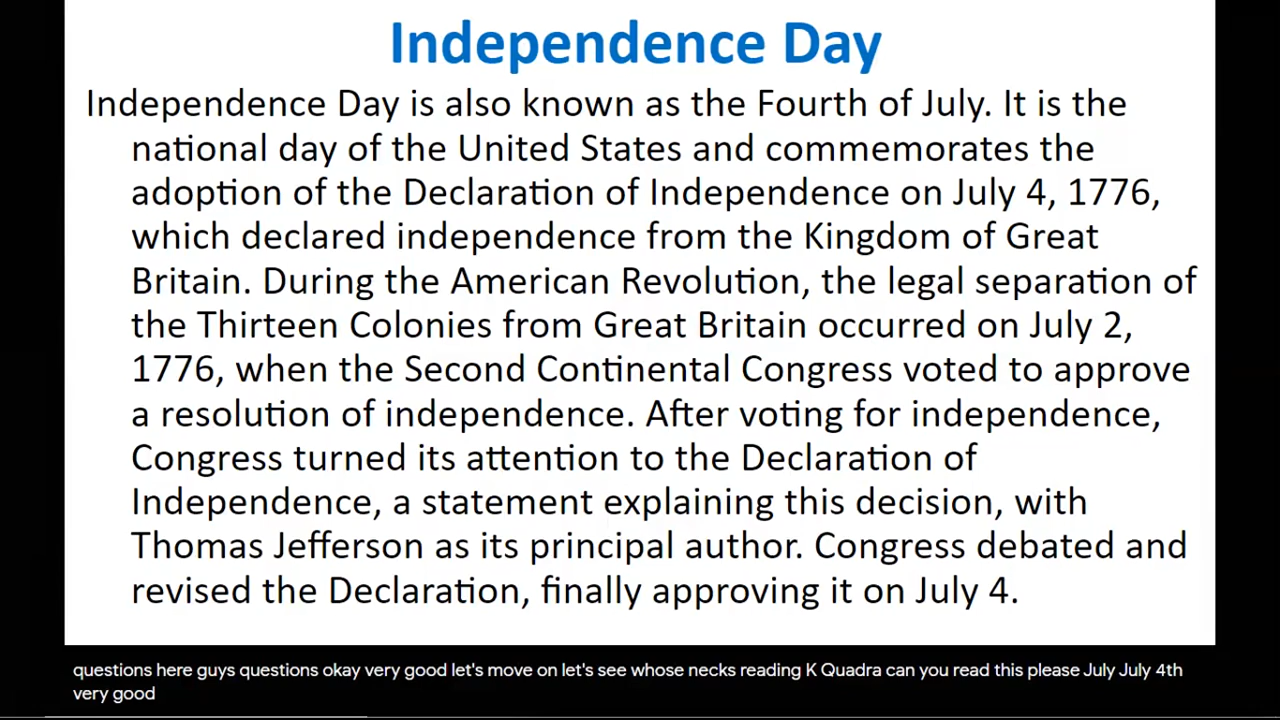 Independence Day
Independence Day is also known as the Fourth of July. It is the
national day of the United States and commemorates the
adoption of the Declaration of Independence on July 4, 1776,
which declared independence from the Kingdom of Great
Britain. During the American Revolution, the legal separation of
the Thirteen Colonies from Great Britain occurred on July 2,
1776, when the Second Continental Congress voted to approve
a resolution of independence. After voting for independence,
Congress turned its attention to the Declaration of
Independence, a statement explaining this decision, with
Thomas Jefferson as its principal author. Congress debated and
revised the Declaration, finally approving it on July 4.
questions here guys questions okay very good let's move on let's see whose necks reading K Quadra can you read this please July July 4th
very good